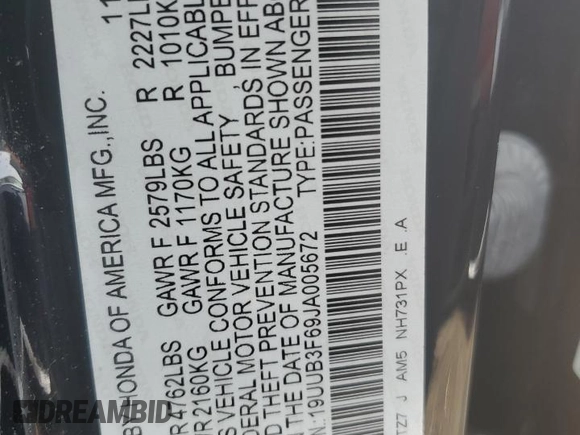 HONDA OF AMERICA MFG.,INC. 11
4762LBS GAWR F 2579LBS R 2227L
2160KG GAWR F 1170KG R 1010K
VEHICLE CONFORMS TO ALL APPLICABL
MOTOR VEHICLE SAFETY, BUMPE
THEFT PREVENTION STANDARDS, IN EFF
THE DATE OF MANUFACTURE SHOWN AB
N:19UUB3F69JA005672 TYPE:PASSENGER
TZ7 J AM5 NH731PX .E .A
DREAMBID